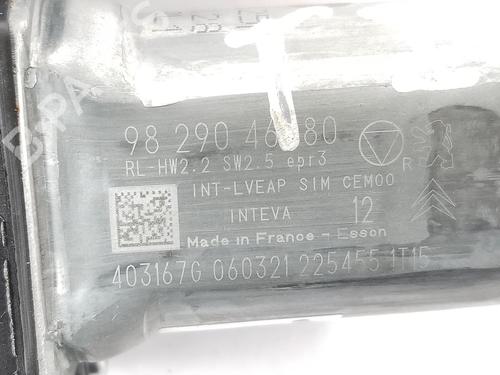 98 290 46 80
RL-HW2.2 SW2.5 epr3
R
INT-LVEAP SIM CEM00
INTEVA 12
Made in France - Esson
403167G 060321 225455 1T15